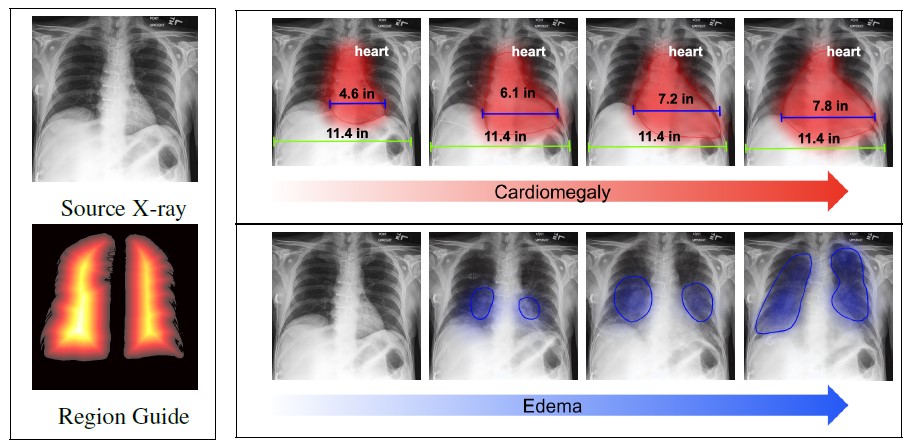 Source X-ray
Region Guide
heart
4.6 in
11.4 in
heart
6.1 in
11.4 in
heart
7.2 in
11.4 in
heart
7.8 in
11.4 in
Cardiomegaly
Edema